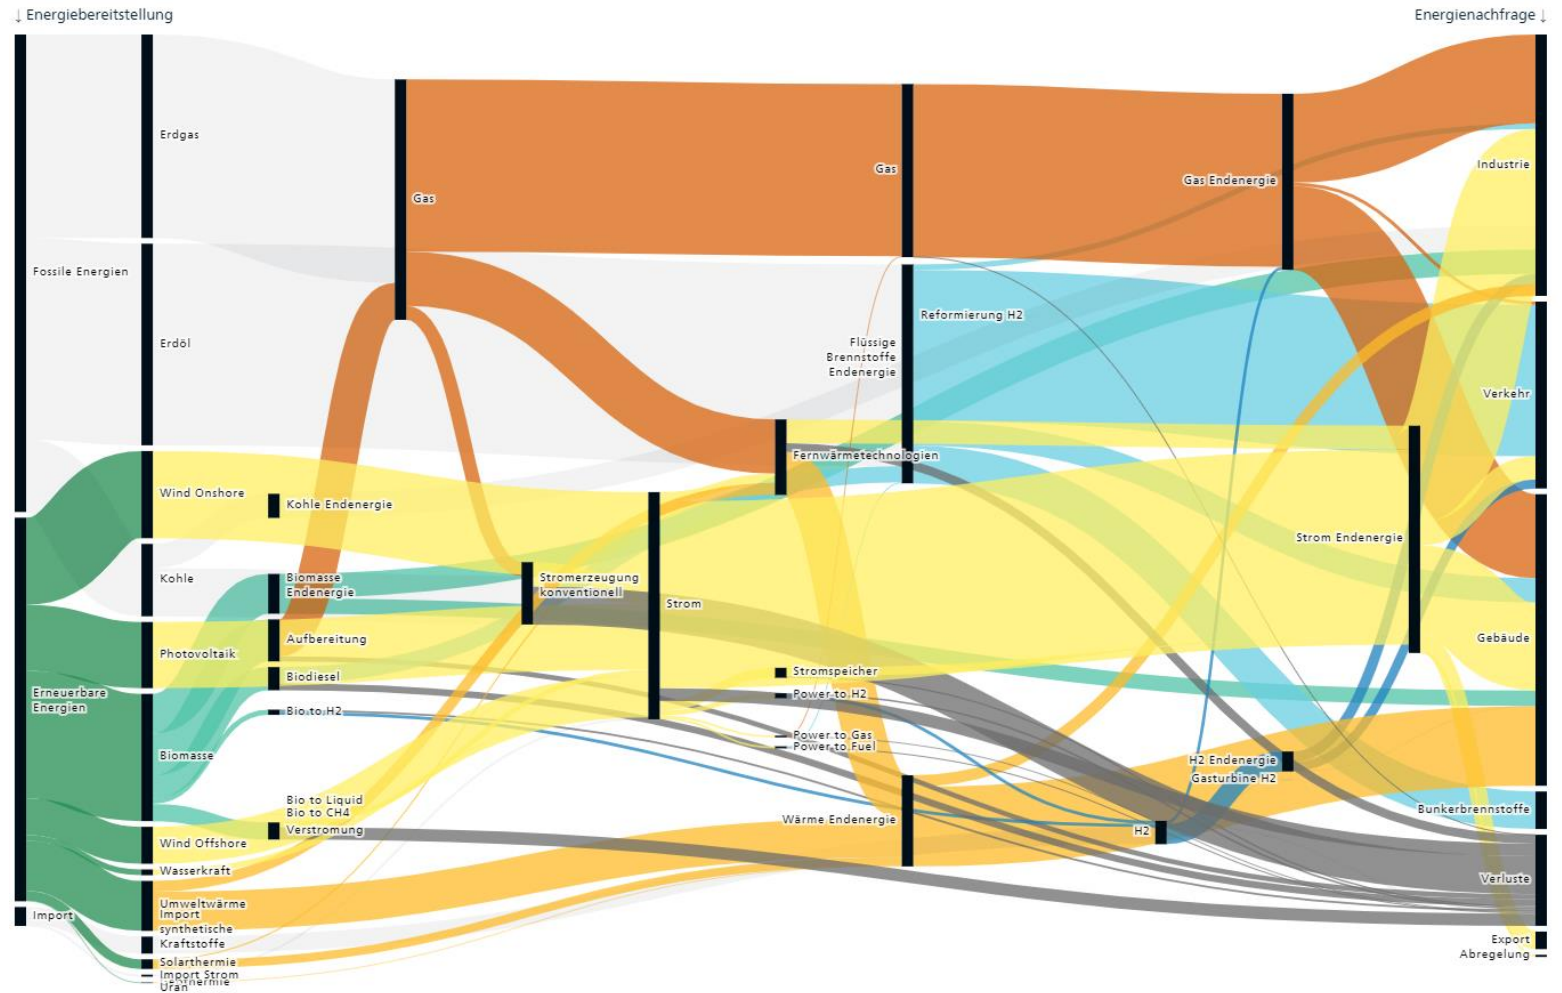 ↓ Energiebereitstellung
Energienachfrage ↓
Erdgas
Gas
Gas
Gas Endenergie
Industrie
Fossile Energien
Erdöl
Reformierung H2
Flüssige
Brennstoffe
Endenergie
Verkehr
Fernwärmetechnologien
Wind Onshore
Kohle Endenergie
Strom Endenergie
Kohle
Biomasse
Endenergie
Stromerzeugung
konventionell
Strom
Aufbereitung
Gebäude
Photovoltaik
Biodiesel
Stromspeicher
Erneuerbare
Energien
Power to H2
Bio to H2
Power to Gas
Power to Fuel
Biomasse
H2 Endenergie
Gasturbine H2
Bio to Liquid
Bio to CH4
Verstromung
Wärme Endenergie
H2
Bunkerbrennstoffe
Wind Offshore
Wasserkraft
Verluste
Umweltwärme
Import
Import
synthetische
Kraftstoffe
Solarthermie
Import Strom
Geothermie
Uran
Export
Abregelung